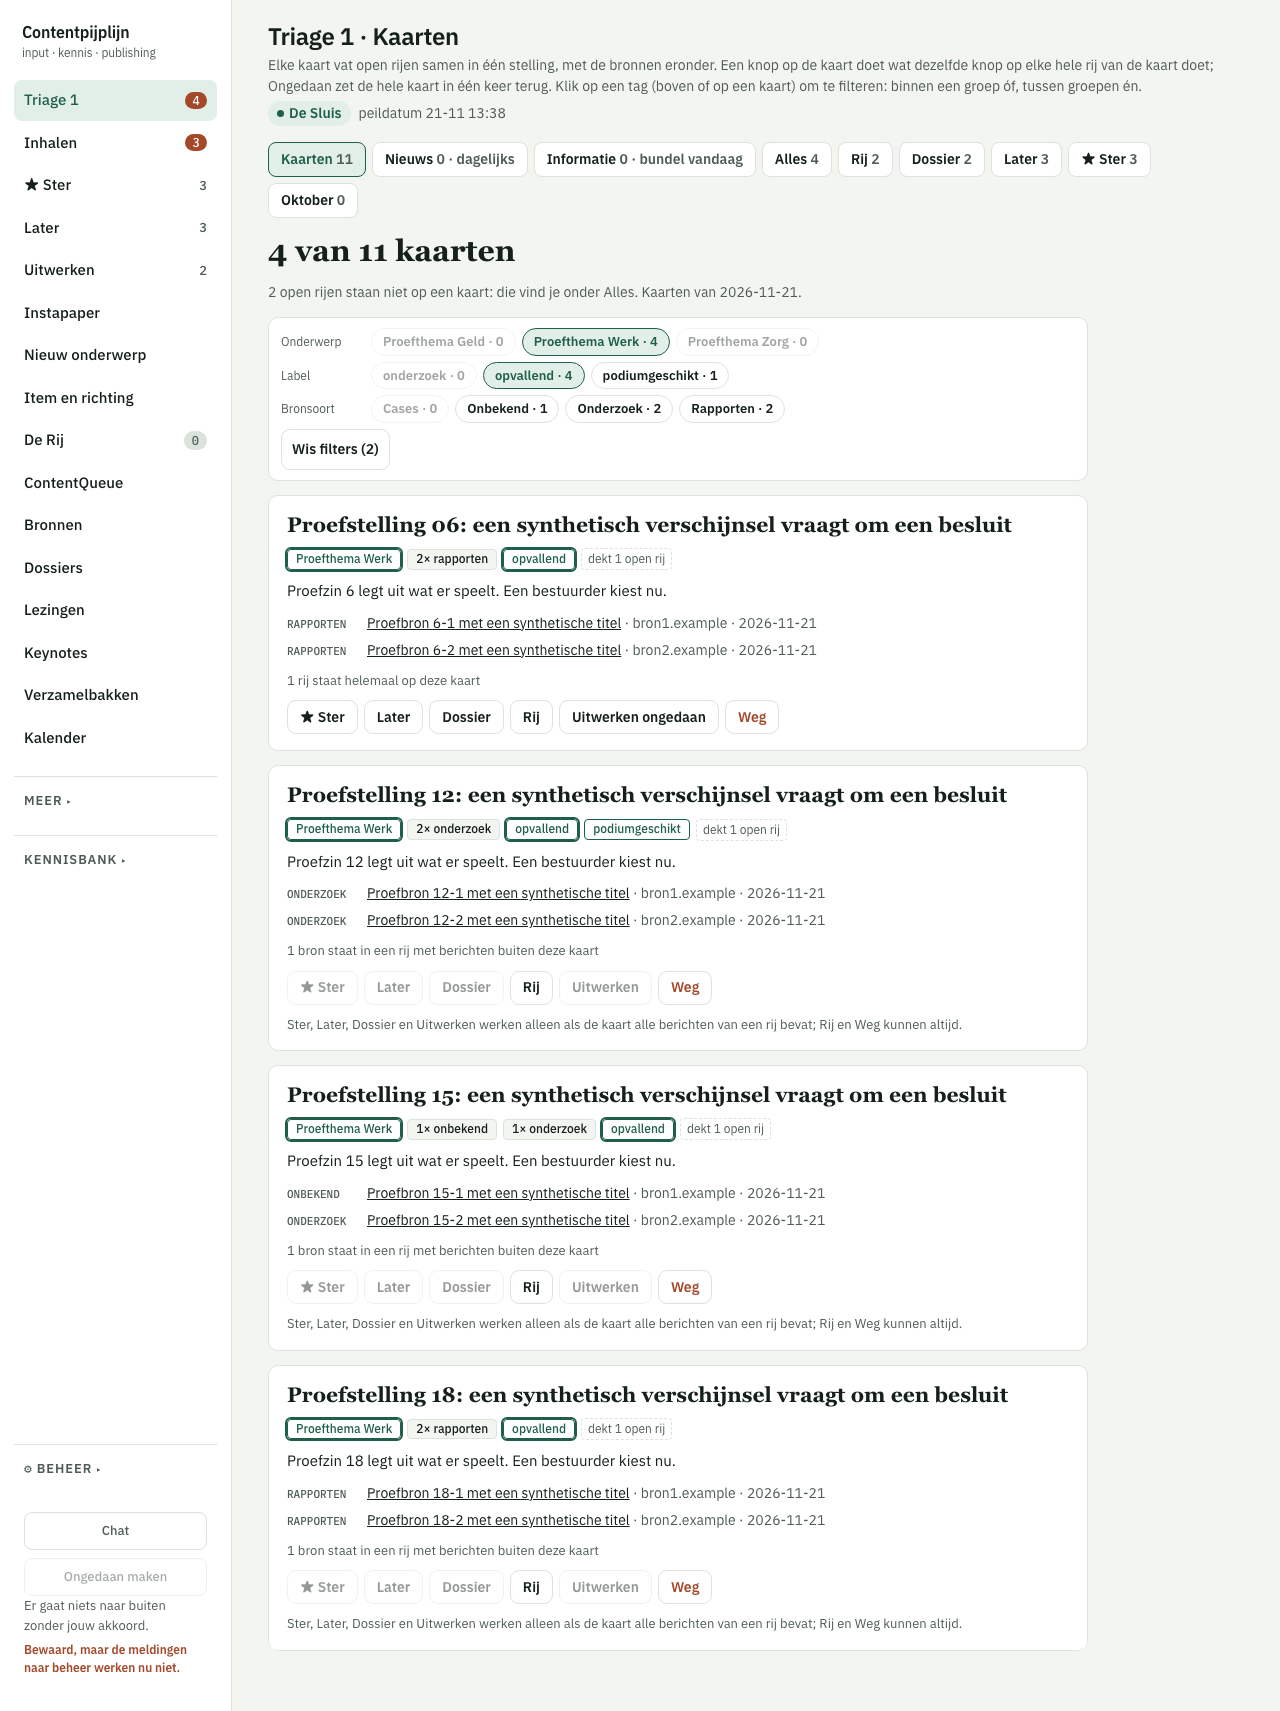 Contentpijplijn
input · kennis · publishing
Triage 1 4
Inhalen 3
★ Ster 3
Later 3
Uitwerken 2
Instapaper
Nieuw onderwerp
Item en richting
De Rij 0
ContentQueue
Bronnen
Dossiers
Lezingen
Keynotes
Verzamelbakken
Kalender
MEER ▸
KENNISBANK ▸
⚙ BEHEER ▸
Chat
Ongedaan maken
Er gaat niets naar buiten
zonder jouw akkoord.
Bewaard, maar de meldingen
naar beheer werken nu niet.
Triage 1 · Kaarten
Elke kaart vat open rijen samen in één stelling, met de bronnen eronder. Een knop op de kaart doet wat dezelfde knop op elke hele rij van de kaart doet;
Ongedaan zet de hele kaart in één keer terug. Klik op een tag (boven of op een kaart) om te filteren: binnen een groep óf, tussen groepen én.
● De Sluis peildatum 21-11 13:38
Kaarten 11 Nieuws 0 · dagelijks Informatie 0 · bundel vandaag Alles 4 Rij 2 Dossier 2 Later 3 ★ Ster 3
Oktober 0
4 van 11 kaarten
2 open rijen staan niet op een kaart: die vind je onder Alles. Kaarten van 2026-11-21.
Onderwerp Proefthema Geld · 0 Proefthema Werk · 4 Proefthema Zorg · 0
Label onderzoek · 0 opvallend · 4 podiumgeschikt · 1
Bronsoort Cases · 0 Onbekend · 1 Onderzoek · 2 Rapporten · 2
Wis filters (2)
Proefstelling 06: een synthetisch verschijnsel vraagt om een besluit
Proefthema Werk 2× rapporten opvallend dekt 1 open rij
Proefzin 6 legt uit wat er speelt. Een bestuurder kiest nu.
RAPPORTEN Proefbron 6-1 met een synthetische titel · bron1.example · 2026-11-21
RAPPORTEN Proefbron 6-2 met een synthetische titel · bron2.example · 2026-11-21
1 rij staat helemaal op deze kaart
★ Ster Later Dossier Rij Uitwerken ongedaan Weg
Proefstelling 12: een synthetisch verschijnsel vraagt om een besluit
Proefthema Werk 2× onderzoek opvallend podiumgeschikt dekt 1 open rij
Proefzin 12 legt uit wat er speelt. Een bestuurder kiest nu.
ONDERZOEK Proefbron 12-1 met een synthetische titel · bron1.example · 2026-11-21
ONDERZOEK Proefbron 12-2 met een synthetische titel · bron2.example · 2026-11-21
1 bron staat in een rij met berichten buiten deze kaart
★ Ster Later Dossier Rij Uitwerken Weg
Ster, Later, Dossier en Uitwerken werken alleen als de kaart alle berichten van een rij bevat; Rij en Weg kunnen altijd.
Proefstelling 15: een synthetisch verschijnsel vraagt om een besluit
Proefthema Werk 1× onbekend 1× onderzoek opvallend dekt 1 open rij
Proefzin 15 legt uit wat er speelt. Een bestuurder kiest nu.
ONBEKEND Proefbron 15-1 met een synthetische titel · bron1.example · 2026-11-21
ONDERZOEK Proefbron 15-2 met een synthetische titel · bron2.example · 2026-11-21
1 bron staat in een rij met berichten buiten deze kaart
★ Ster Later Dossier Rij Uitwerken Weg
Ster, Later, Dossier en Uitwerken werken alleen als de kaart alle berichten van een rij bevat; Rij en Weg kunnen altijd.
Proefstelling 18: een synthetisch verschijnsel vraagt om een besluit
Proefthema Werk 2× rapporten opvallend dekt 1 open rij
Proefzin 18 legt uit wat er speelt. Een bestuurder kiest nu.
RAPPORTEN Proefbron 18-1 met een synthetische titel · bron1.example · 2026-11-21
RAPPORTEN Proefbron 18-2 met een synthetische titel · bron2.example · 2026-11-21
1 bron staat in een rij met berichten buiten deze kaart
★ Ster Later Dossier Rij Uitwerken Weg
Ster, Later, Dossier en Uitwerken werken alleen als de kaart alle berichten van een rij bevat; Rij en Weg kunnen altijd.